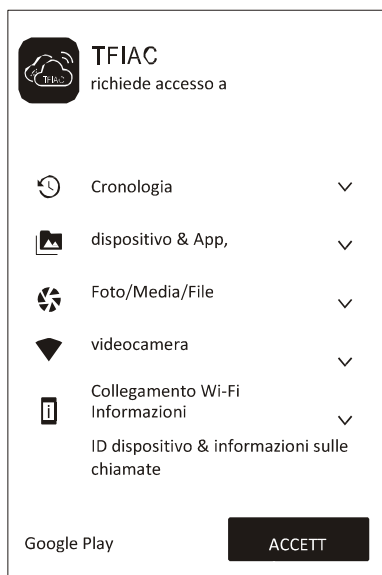 TFIAC
TFIAC
richiede accesso a
Cronologia
dispositivo & App,
Foto/Media/File
videocamera
Collegamento Wi-Fi
Informazioni
i
ID dispositivo & informazioni sulle
chiamate
Google Play
ACCETT